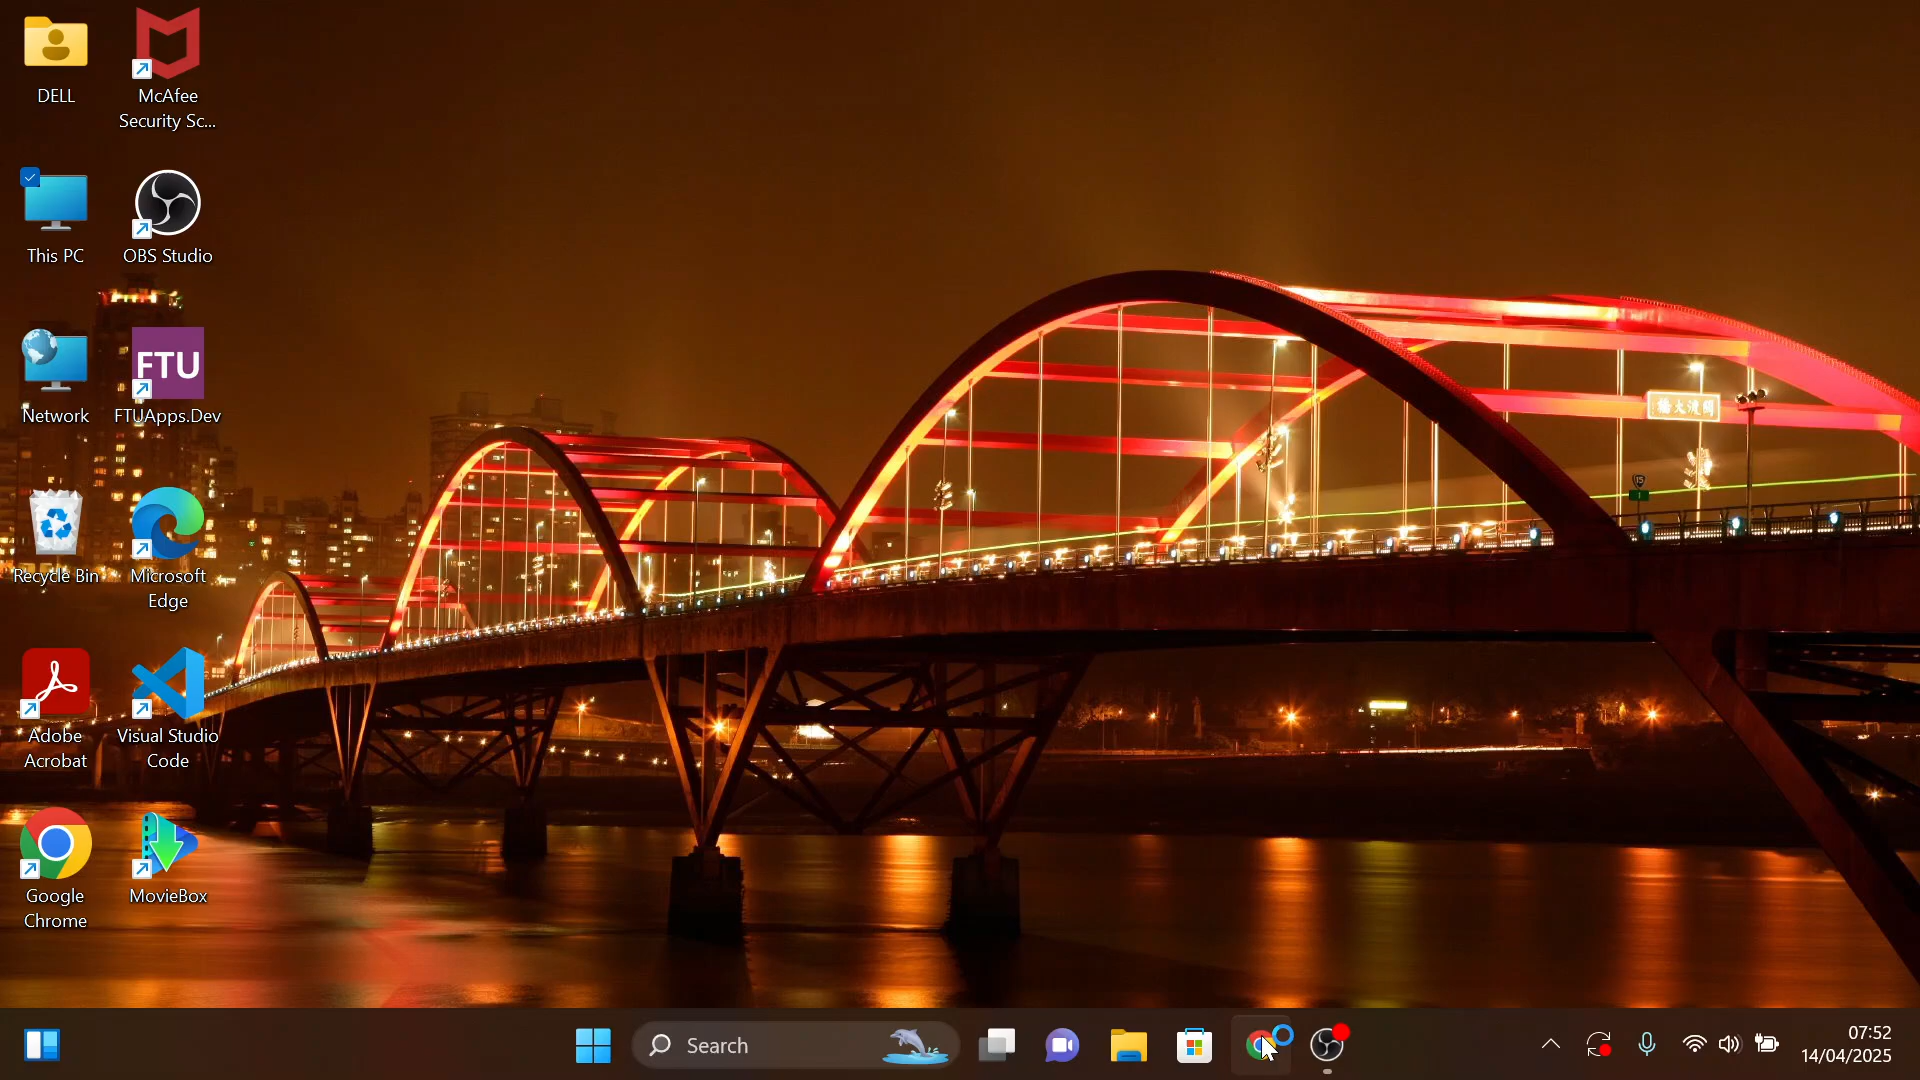 DELL
McAfee
Security Sc...
This PC
OBS Studio
Network
FTU
FTUApps.Dev
Recycle Bin
Microsoft
Edge
Adobe
Acrobat
Visual Studio
Code
Google
Chrome
MovieBox
Search
07:52
14/04/2025